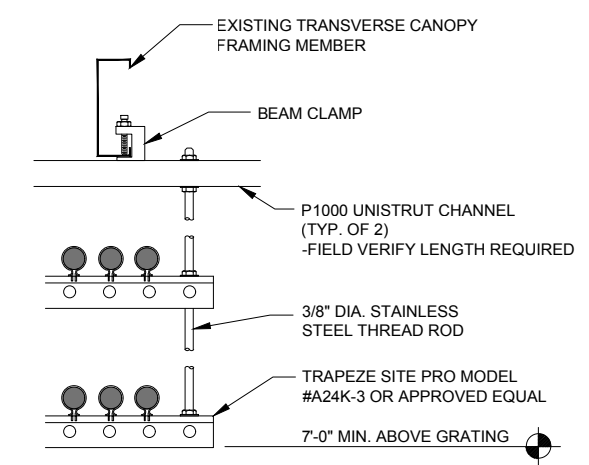 EXISTING TRANSVERSE CANOPY
FRAMING MEMBER
BEAM CLAMP
P1000 UNISTRUT CHANNEL
(TYP. OF 2)
-FIELD VERIFY LENGTH REQUIRED
3/8" DIA. STAINLESS
STEEL THREAD ROD
TRAPEZE SITE PRO MODEL
#A24K-3 OR APPROVED EQUAL
7'-0" MIN. ABOVE GRATING